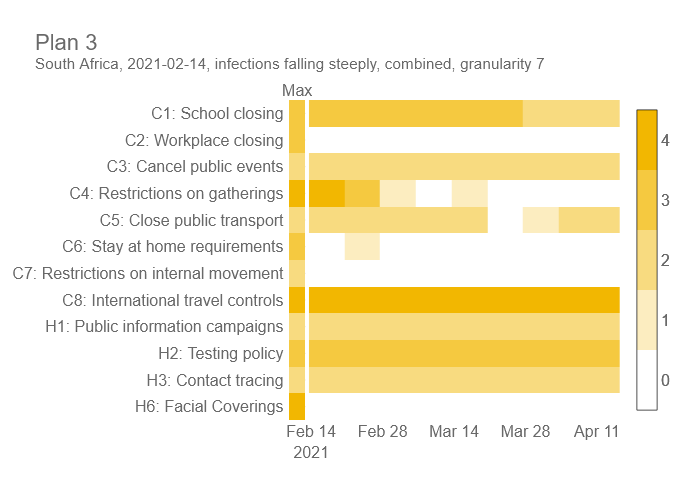 Plan 3
South Africa, 2021-02-14, infections falling steeply, combined, granularity 7
Max
C1: School closing
C2: Workplace closing
C3: Cancel public events
C4: Restrictions on gatherings
C5: Close public transport
C6: Stay at home requirements
C7: Restrictions on internal movement
C8: International travel controls
H1: Public information campaigns
H2: Testing policy
H3: Contact tracing
H6: Facial Coverings
4
3
2
1
0
Feb 14 Feb 28 Mar 14 Mar 28 Apr 11
2021